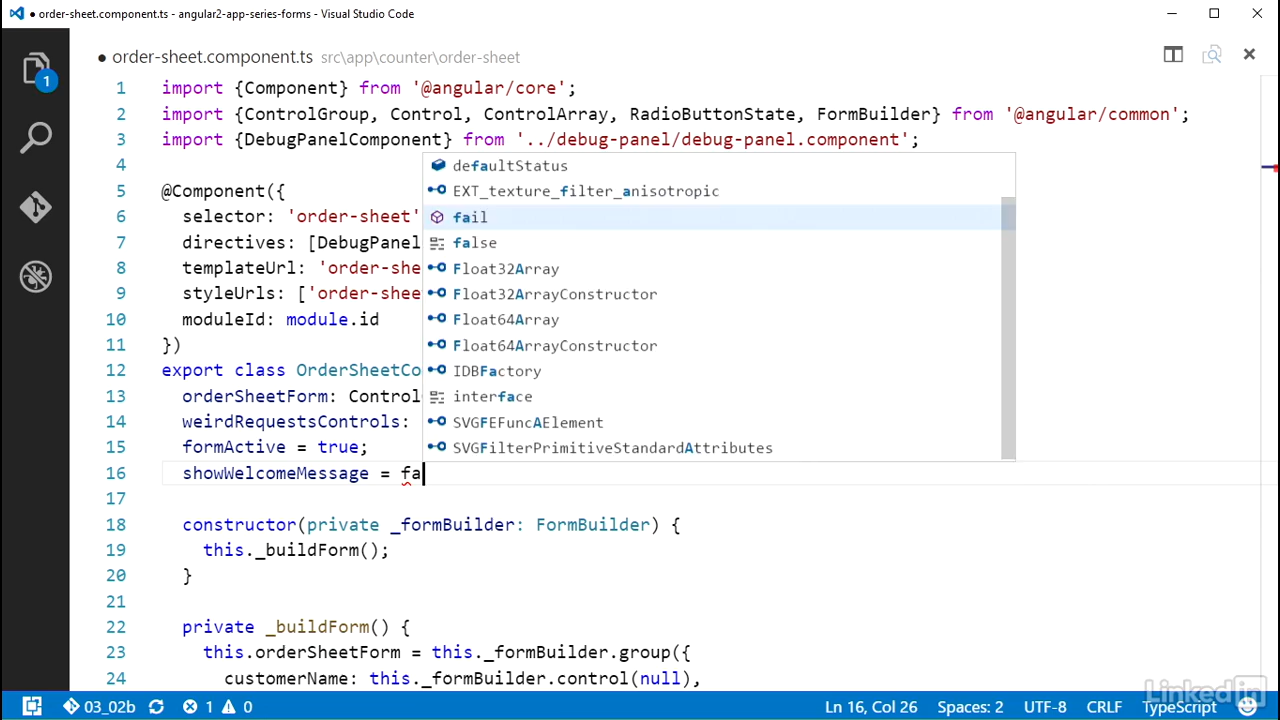 ● order-sheet.component.ts - angular2-app-series-forms - Visual Studio Code
● order-sheet.component.ts src\app\counter\order-sheet
1
1 import {Component} from '@angular/core';
2 import {ControlGroup, Control, ControlArray, RadioButtonState, FormBuilder} from '@angular/common';
3 import {DebugPanelComponent} from '../debug-panel/debug-panel.component';
4
5 @Component({
6 selector: 'order-sheet'
7 directives: [DebugPanel
8 templateUrl: 'order-she
9 styleUrls: ['order-shee
10 moduleId: module.id
11 })
12 export class OrderSheetCo
13 orderSheetForm: Control
14 weirdRequestsControls:
15 formActive = true;
16 showWelcomeMessage = fa
defaultStatus
EXT_texture_filter_anisotropic
fail
false
Float32Array
Float32ArrayConstructor
Float64Array
Float64ArrayConstructor
IDBFactory
interface
SVGFEFuncAElement
SVGFilterPrimitiveStandardAttributes
17
18 constructor(private _formBuilder: FormBuilder) {
19 this._buildForm();
20 }
21
22 private _buildForm() {
23 this.orderSheetForm = this._formBuilder.group({
24 customerName: this._formBuilder.control(null),
03_02b 1 0 Ln 16, Col 26 Spaces: 2 UTF-8 CRLF TypeScript
LinkedIn